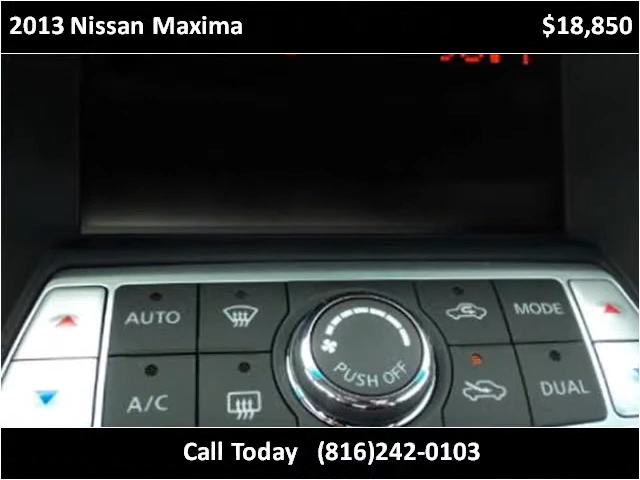 2013 Nissan Maxima $18,850
AUTO
MODE
PUSH OFF
A/C
DUAL
Call Today (816)242-0103